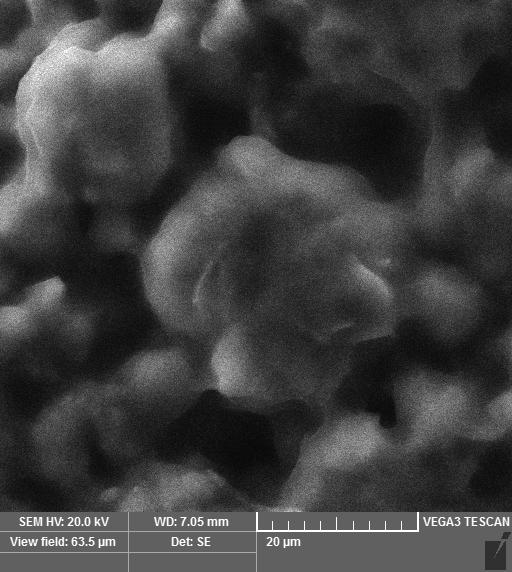 SEM HV: 20.0 kV WD: 7.05 mm VEGA3 TESCAN
View field: 63.5 µm Det: SE 20 µm